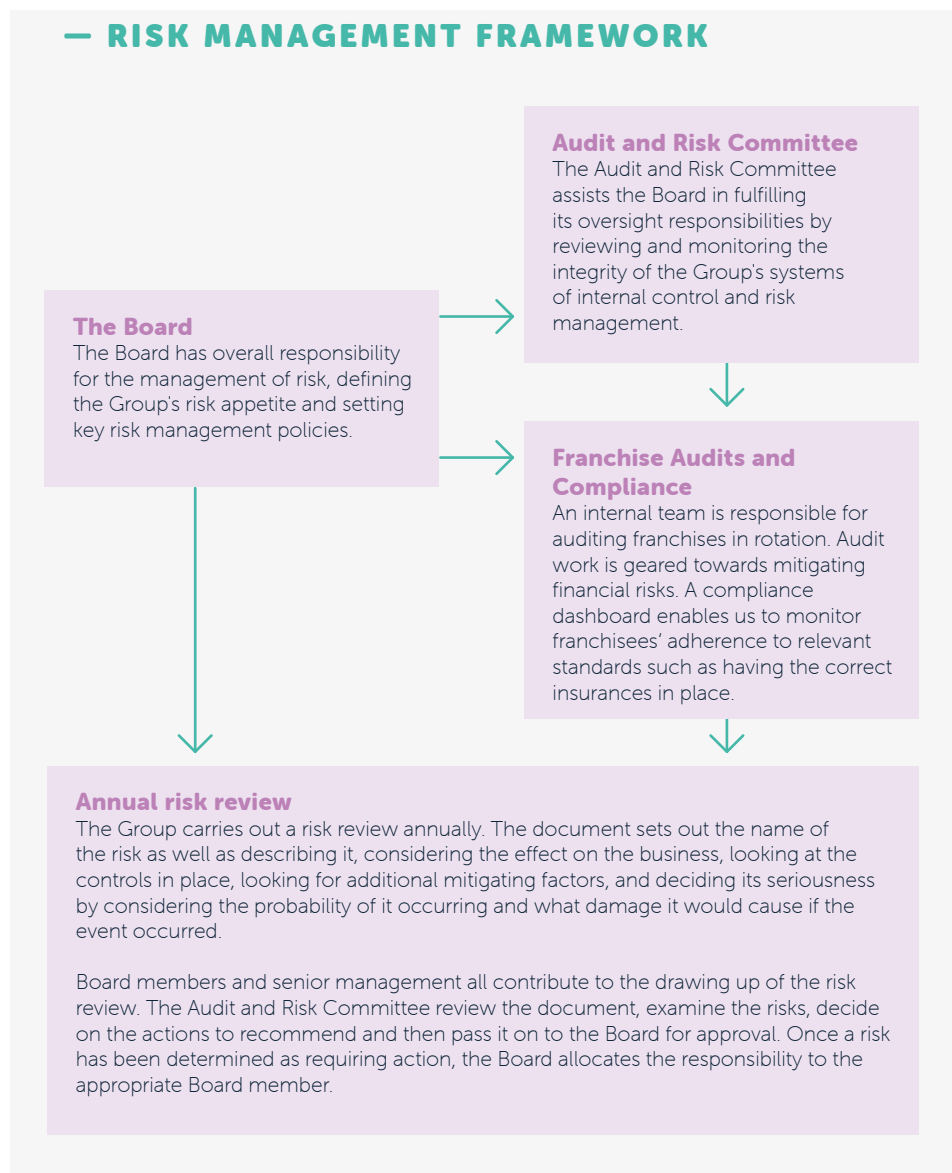 — RISK MANAGEMENT FRAMEWORK
Audit and Risk Committee
The Audit and Risk Committee
assists the Board in fulfilling
its oversight responsibilities by
reviewing and monitoring the
integrity of the Group's systems
of internal control and risk
management.
The Board
The Board has overall responsibility
for the management of risk, defining
the Group's risk appetite and setting
key risk management policies.
Franchise Audits and
Compliance
An internal team is responsible for
auditing franchises in rotation. Audit
work is geared towards mitigating
financial risks. A compliance
dashboard enables us to monitor
franchisees’ adherence to relevant
standards such as having the correct
insurances in place.
Annual risk review
The Group carries out a risk review annually. The document sets out the name of
the risk as well as describing it, considering the effect on the business, looking at the
controls in place, looking for additional mitigating factors, and deciding its seriousness
by considering the probability of it occurring and what damage it would cause if the
event occurred.
Board members and senior management all contribute to the drawing up of the risk
review. The Audit and Risk Committee review the document, examine the risks, decide
on the actions to recommend and then pass it on to the Board for approval. Once a risk
has been determined as requiring action, the Board allocates the responsibility to the
appropriate Board member.